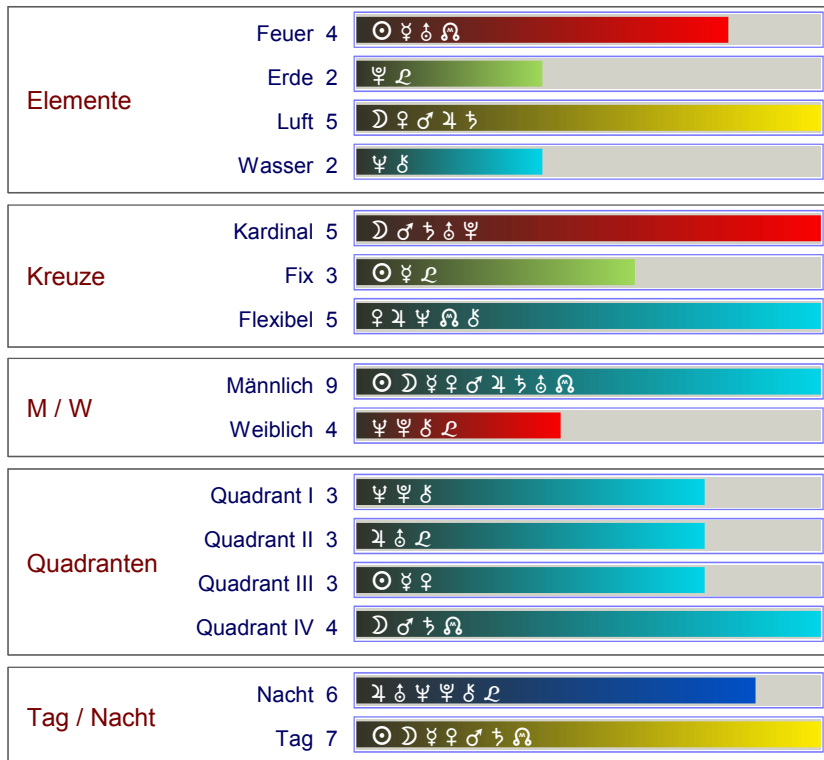 Elemente
Feuer 4 ☉ ☿ ⛢ ☊
Erde 2 ♇ ℒ
Luft 5 ☽ ♀ ♂ ♃ ♄
Wasser 2 ♆ ⚷
Kreuze
Kardinal 5 ☽ ♂ ♄ ⛢ ♇
Fix 3 ☉ ☿ ℒ
Flexibel 5 ♀ ♃ ♆ ☊ ⚷
M / W
Männlich 9 ☉ ☽ ☿ ♀ ♂ ♃ ♄ ⛢ ☊
Weiblich 4 ♆ ♇ ⚷ ℒ
Quadranten
Quadrant I 3 ♆ ♇ ⚷
Quadrant II 3 ♃ ⛢ ℒ
Quadrant III 3 ☉ ☿ ♀
Quadrant IV 4 ☽ ♂ ♄ ☊
Tag / Nacht
Nacht 6 ♃ ⛢ ♆ ♇ ⚷ ℒ
Tag 7 ☉ ☽ ☿ ♀ ♂ ♄ ☊